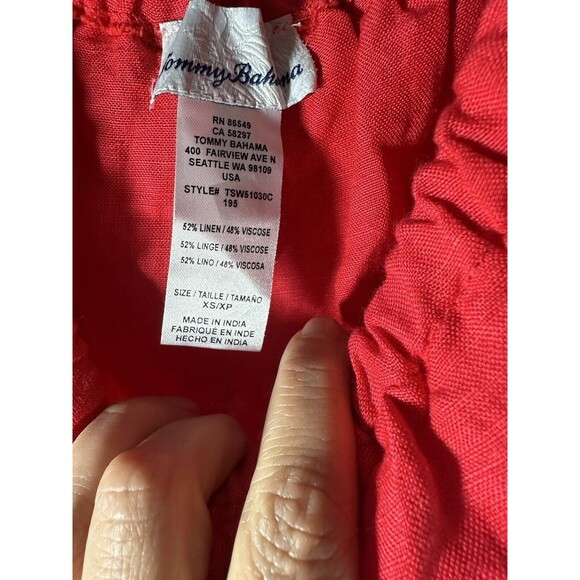 Tommy Bahama
RN 86549
CA 58297
TOMMY BAHAMA
400 FAIRVIEW AVE N
SEATTLE WA 98109
USA
STYLE# TSW51030C
195
52% LINEN / 48% VISCOSE
52% LINGE / 48% VISCOSE
52% LINO / 48% VISCOSA
SIZE / TAILLE / TAMAÑO
XS/XP
MADE IN INDIA
FABRIQUÉ EN INDE
HECHO EN INDIA